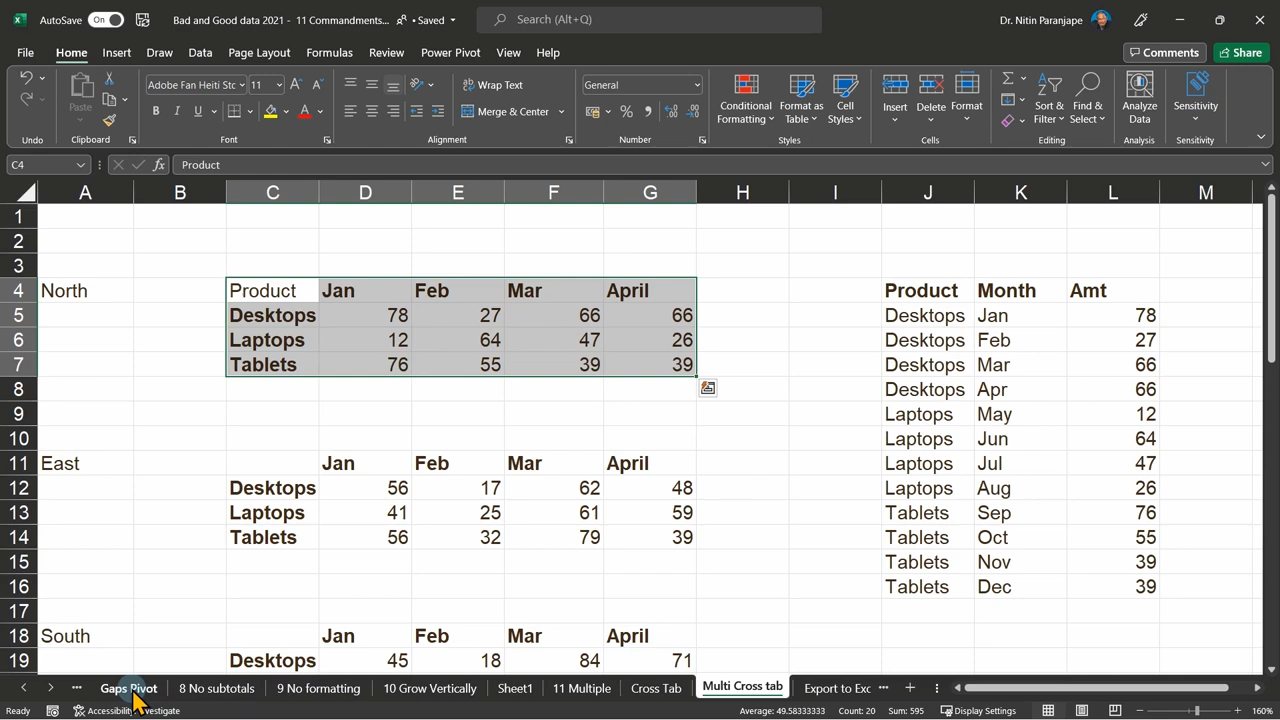 AutoSave On Bad and Good data 2021 - 11 Commandments... • Saved Search (Alt+Q) Dr. Nitin Paranjape
File Home Insert Draw Data Page Layout Formulas Review Power Pivot View Help Comments Share
Adobe Fan Heiti Stc 11 Wrap Text General
Paste B I U A Merge & Center % Conditional Formatting Format as Table Cell Styles Insert Delete Format Sort & Filter Find & Select Analyze Data Sensitivity
Undo Clipboard Font Alignment Number Styles Cells Editing Analysis Sensitivity
C4 fx Product
A B C D E F G H I J K L M
1
2
3
4 North Product Jan Feb Mar April Product Month Amt
5 Desktops 78 27 66 66 Desktops Jan 78
6 Laptops 12 64 47 26 Desktops Feb 27
7 Tablets 76 55 39 39 Desktops Mar 66
8 Desktops Apr 66
9 Laptops May 12
10 Laptops Jun 64
11 East Jan Feb Mar April Laptops Jul 47
12 Desktops 56 17 62 48 Laptops Aug 26
13 Laptops 41 25 61 59 Tablets Sep 76
14 Tablets 56 32 79 39 Tablets Oct 55
15 Tablets Nov 39
16 Tablets Dec 39
17
18 South Jan Feb Mar April
19 Desktops 45 18 84 71
... Gaps Pivot 8 No subtotals 9 No formatting 10 Grow Vertically Sheet1 11 Multiple Cross Tab Multi Cross tab Export to Exc ...
Ready Accessibility: Investigate Average: 49.58333333 Count: 20 Sum: 595 Display Settings 160%